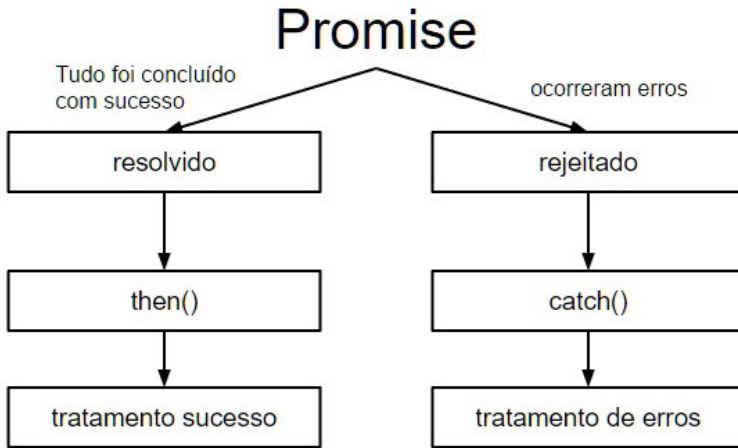 Promise
Tudo foi concluído
com sucesso
ocorreram erros
resolvido
rejeitado
then()
catch()
tratamento sucesso
tratamento de erros